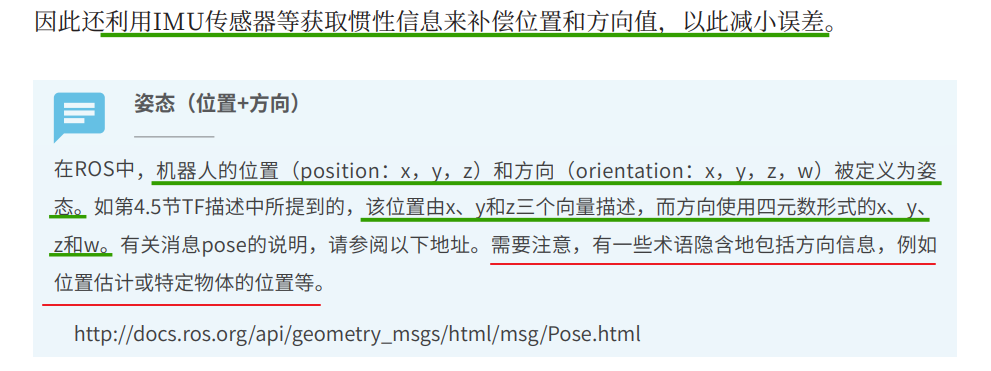 因此还利用IMU传感器等获取惯性信息来补偿位置和方向值，以此减小误差。
姿态（位置+方向）
在ROS中，机器人的位置（position：x，y，z）和方向（orientation：x，y，z，w）被定义为姿
态。如第4.5节TF描述中所提到的，该位置由x、y和z三个向量描述，而方向使用四元数形式的x、y、
z和w。有关消息pose的说明，请参阅以下地址。需要注意，有一些术语隐含地包括方向信息，例如
位置估计或特定物体的位置等。
http://docs.ros.org/api/geometry_msgs/html/msg/Pose.html